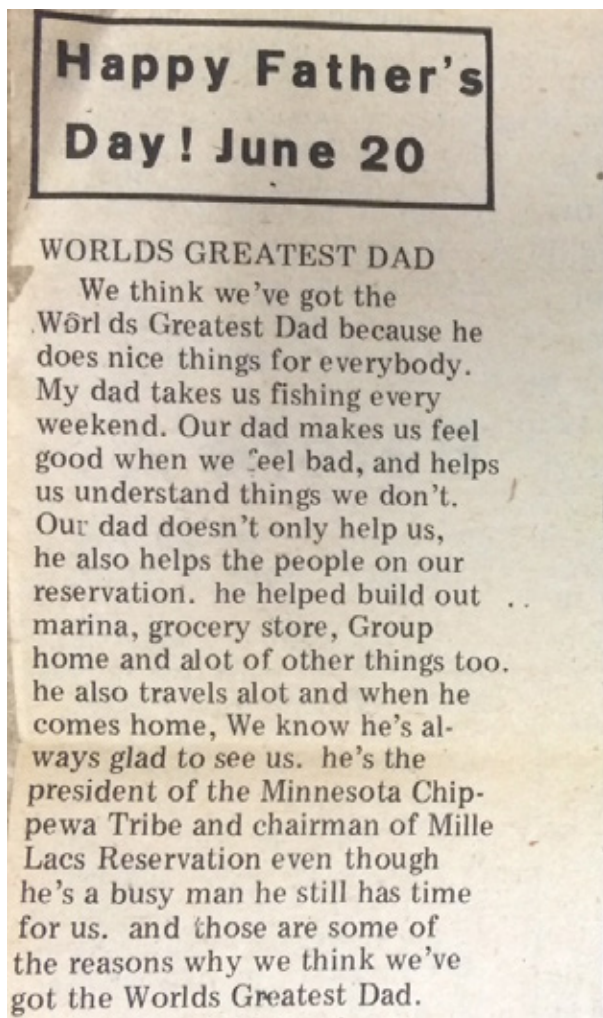 Happy Father's
Day! June 20
WORLDS GREATEST DAD
We think we've got the
Worlds Greatest Dad because he
does nice things for everybody.
My dad takes us fishing every
weekend. Our dad makes us feel
good when we feel bad, and helps
us understand things we don't.
Our dad doesn't only help us,
he also helps the people on our
reservation. he helped build out
marina, grocery store, Group
home and alot of other things too.
he also travels alot and when he
comes home, We know he's al-
ways glad to see us. he's the
president of the Minnesota Chip-
pewa Tribe and chairman of Mille
Lacs Reservation even though
he's a busy man he still has time
for us. and those are some of
the reasons why we think we've
got the Worlds Greatest Dad.